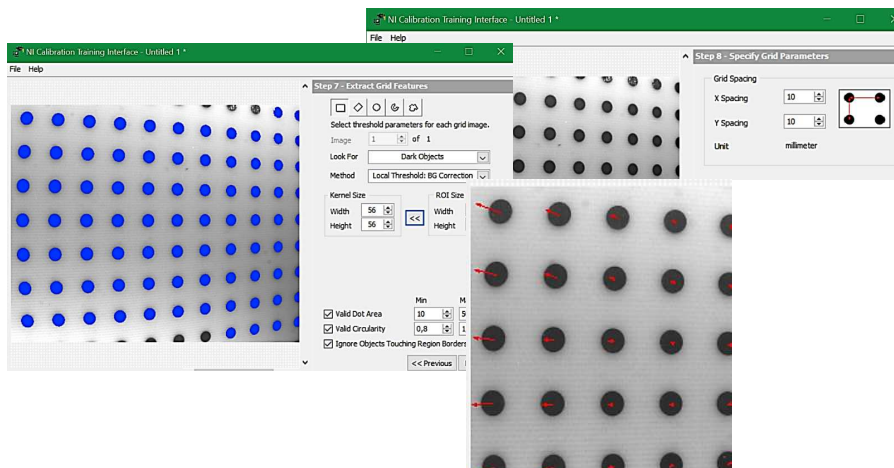 NI Calibration Training Interface - Untitled 1 *
File Help
Step 8 - Specify Grid Parameters
Grid Spacing
X Spacing 10
Y Spacing 10
Unit millimeter
NI Calibration Training Interface - Untitled 1 *
File Help
Step 7 - Extract Grid Features
Select threshold parameters for each grid image.
Image 1 of 1
Look For Dark Objects
Method Local Threshold: BG Correction
Kernel Size
Width 56
Height 56
<<
ROI Size
Width
Height
Min
Valid Dot Area 10
Valid Circularity 0,8 1
Ignore Objects Touching Region Borders
<< Previous